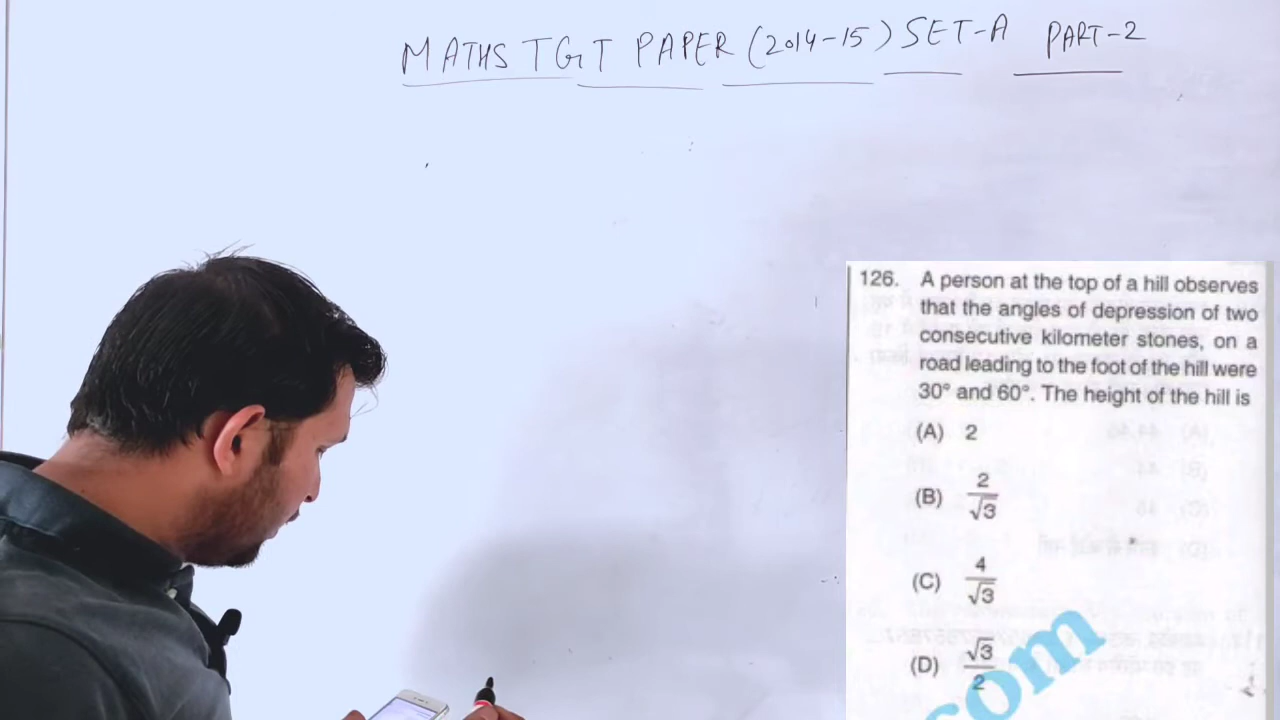 MATHS TGT PAPER (2014-15) SET-A PART-2
126. A person at the top of a hill observes
that the angles of depression of two
consecutive kilometer stones, on a
road leading to the foot of the hill were
30° and 60°. The height of the hill is
(A) 2
(B) 2/√3
(C) 4/√3
(D) √3/2
com